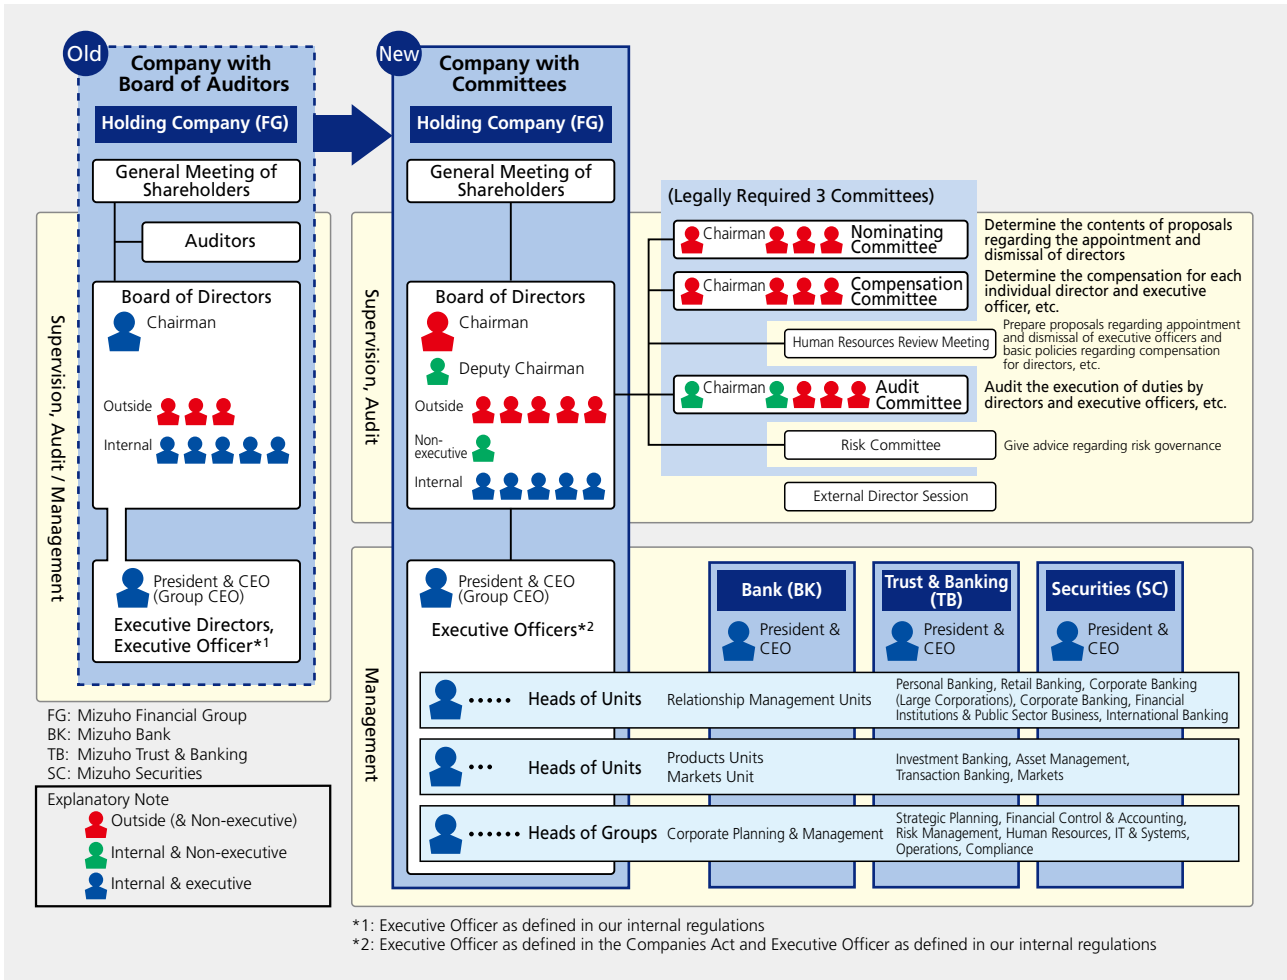 Old
Company with
Board of Auditors
Holding Company (FG)
General Meeting of
Shareholders
Auditors
Board of Directors
Chairman
Outside
Internal
President & CEO
(Group CEO)
Executive Directors,
Executive Officer*1
Supervision, Audit / Management
New
Company with
Committees
Holding Company (FG)
General Meeting of
Shareholders
Board of Directors
Chairman
Deputy Chairman
Outside
Non-
executive
Internal
Supervision, Audit
(Legally Required 3 Committees)
Chairman
Nominating
Committee
Determine the contents of proposals
regarding the appointment and
dismissal of directors
Chairman
Compensation
Committee
Determine the compensation for each
individual director and executive
officer, etc.
Human Resources Review Meeting
Prepare proposals regarding appointment
and dismissal of executive officers and
basic policies regarding compensation
for directors, etc.
Chairman
Audit
Committee
Audit the execution of duties by
directors and executive officers, etc.
Risk Committee
Give advice regarding risk governance
External Director Session
Management
President & CEO
(Group CEO)
Executive Officers*2
Bank (BK)
President &
CEO
Trust & Banking
(TB)
President &
CEO
Securities (SC)
President &
CEO
Heads of Units
Relationship Management Units
Personal Banking, Retail Banking, Corporate Banking
(Large Corporations), Corporate Banking, Financial
Institutions & Public Sector Business, International Banking
Heads of Units
Products Units
Markets Unit
Investment Banking, Asset Management,
Transaction Banking, Markets
Heads of Groups
Corporate Planning & Management
Strategic Planning, Financial Control & Accounting,
Risk Management, Human Resources, IT & Systems,
Operations, Compliance
FG: Mizuho Financial Group
BK: Mizuho Bank
TB: Mizuho Trust & Banking
SC: Mizuho Securities
Explanatory Note
Outside (& Non-executive)
Internal & Non-executive
Internal & executive
*1: Executive Officer as defined in our internal regulations
*2: Executive Officer as defined in the Companies Act and Executive Officer as defined in our internal regulations